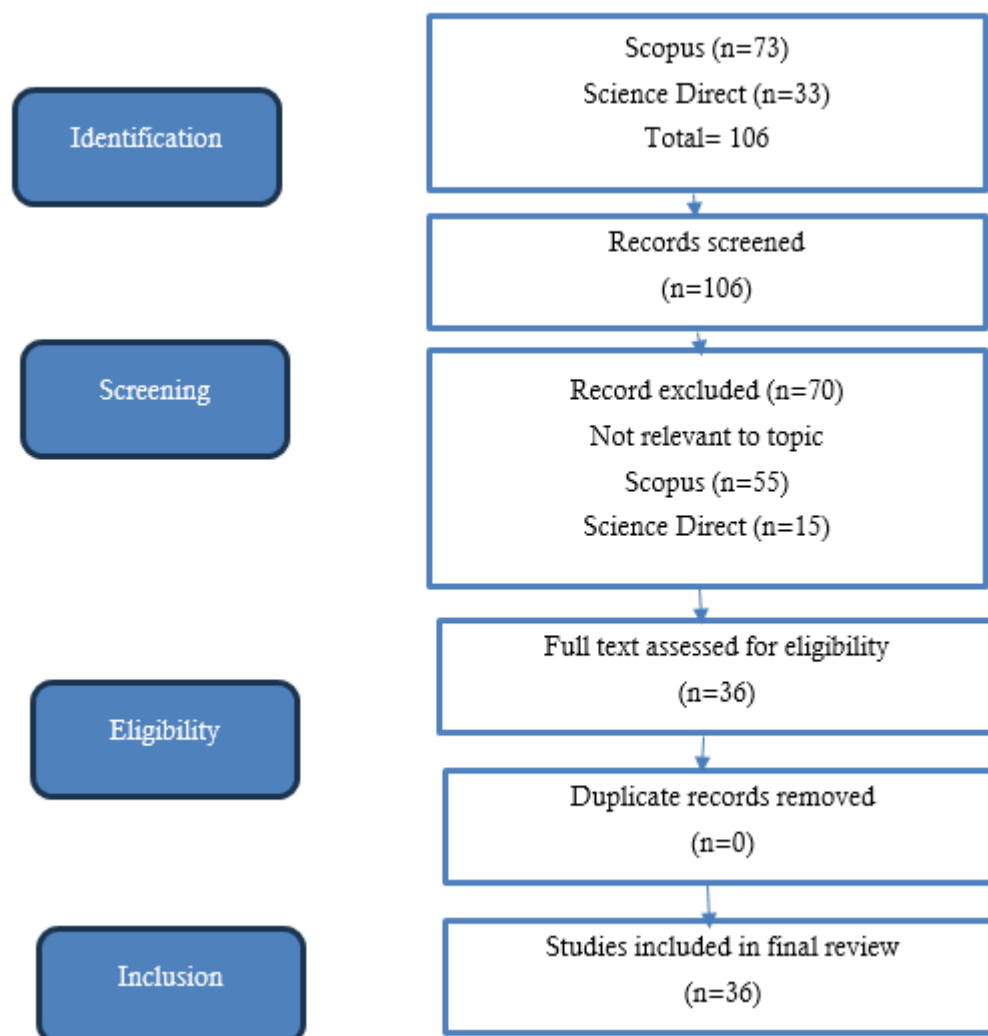 Identification
Scopus (n=73)
Science Direct (n=33)
Total= 106
Records screened
(n=106)
Screening
Record excluded (n=70)
Not relevant to topic
Scopus (n=55)
Science Direct (n=15)
Eligibility
Full text assessed for eligibility
(n=36)
Duplicate records removed
(n=0)
Inclusion
Studies included in final review
(n=36)